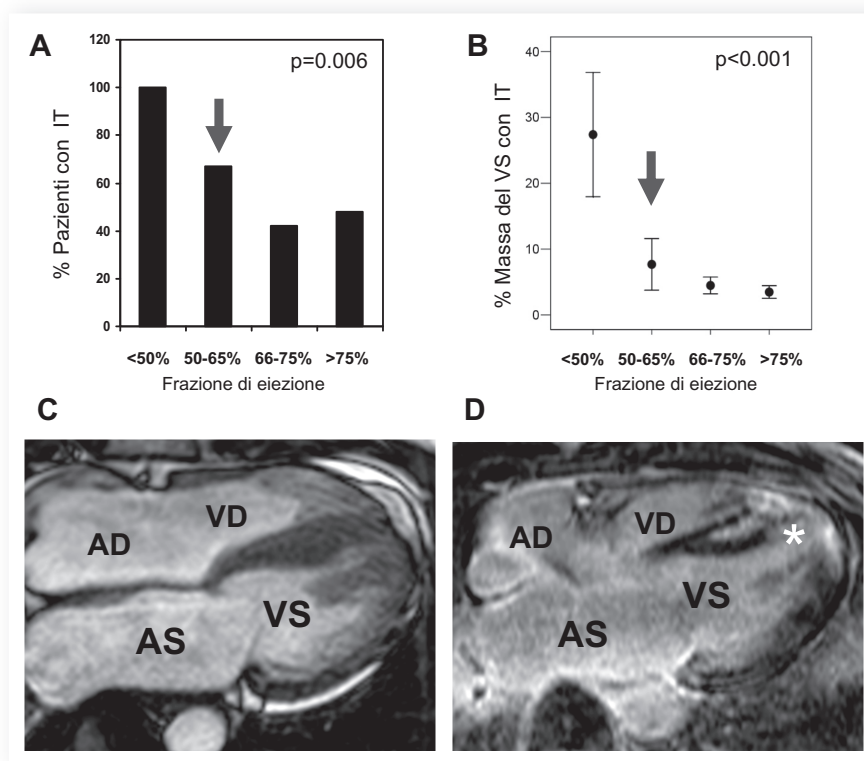 A
p=0.006
% Pazienti con IT
120
100
80
60
40
20
0
<50% 50-65% 66-75% >75%
Frazione di eiezione
B
p<0.001
% Massa del VS con IT
40
30
20
10
0
<50% 50-65% 66-75% >75%
Frazione di eiezione
C
AD
VD
AS
VS
D
AD
VD
*
VS
AS